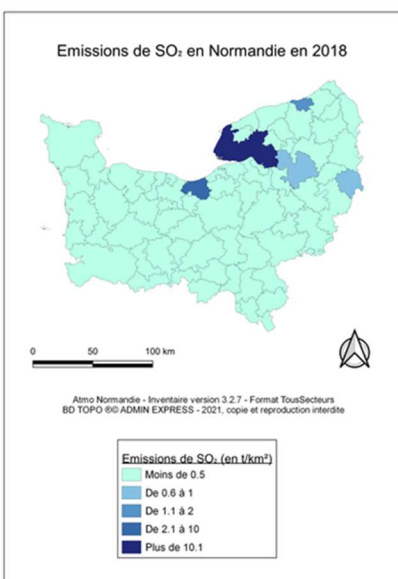 Emissions de SO₂ en Normandie en 2018
0 50 100 km
Atmo Normandie - Inventaire version 3.2.7 - Format TousSecteurs
BD TOPO ®© ADMIN EXPRESS - 2021, copie et reproduction interdite
Emissions de SO₂ (en t/km²)
Moins de 0.5
De 0.6 à 1
De 1.1 à 2
De 2.1 à 10
Plus de 10.1